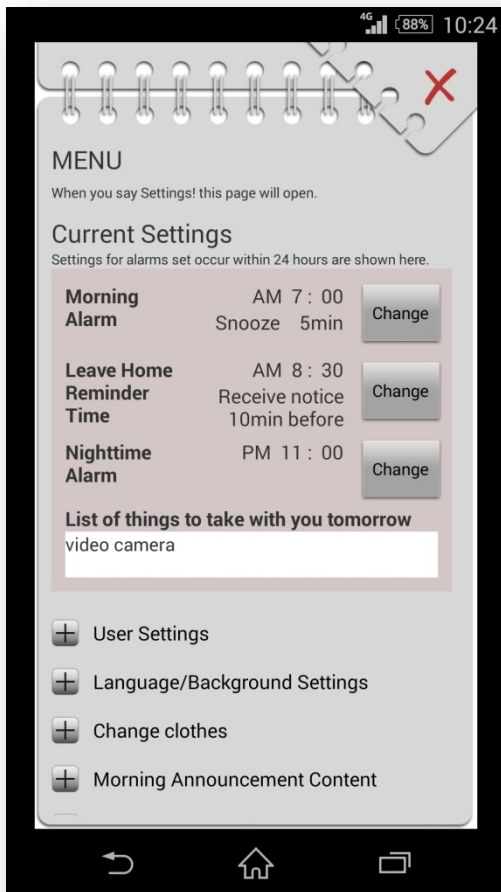 4G 88% 10:24
MENU
When you say Settings! this page will open.
Current Settings
Settings for alarms set occur within 24 hours are shown here.
Morning
Alarm
AM 7 : 00
Snooze 5min
Change
Leave Home
Reminder
Time
AM 8 : 30
Receive notice
10min before
Change
Nighttime
Alarm
PM 11 : 00
Change
List of things to take with you tomorrow
video camera
User Settings
Language/Background Settings
Change clothes
Morning Announcement Content